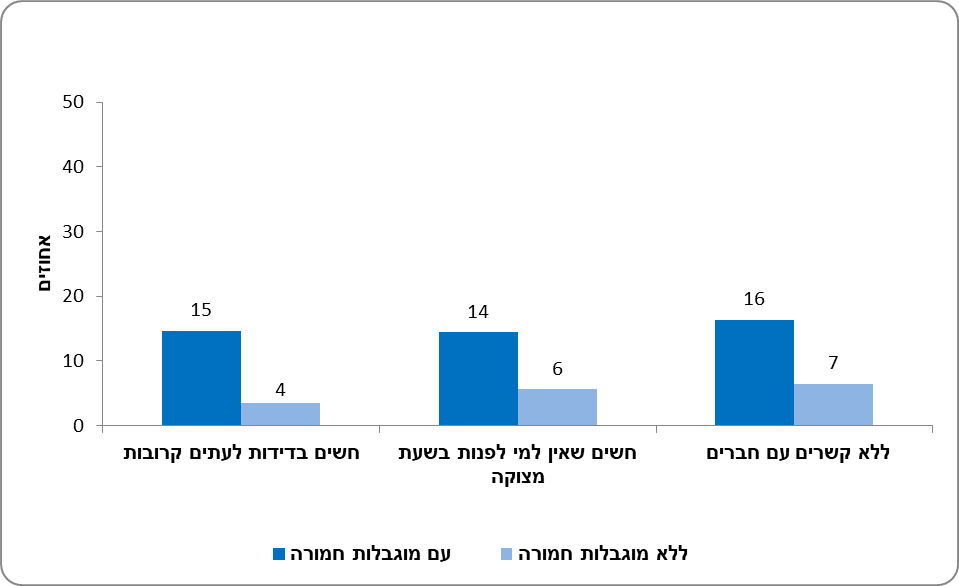 50
40
30
20
10
0
אחוזים
15
4
14
6
16
7
חשים בדידות לעתים קרובות
חשים שאין למי לפנות בשעת
מצוקה
ללא קשרים עם חברים
עם מוגבלות חמורה
ללא מוגבלות חמורה